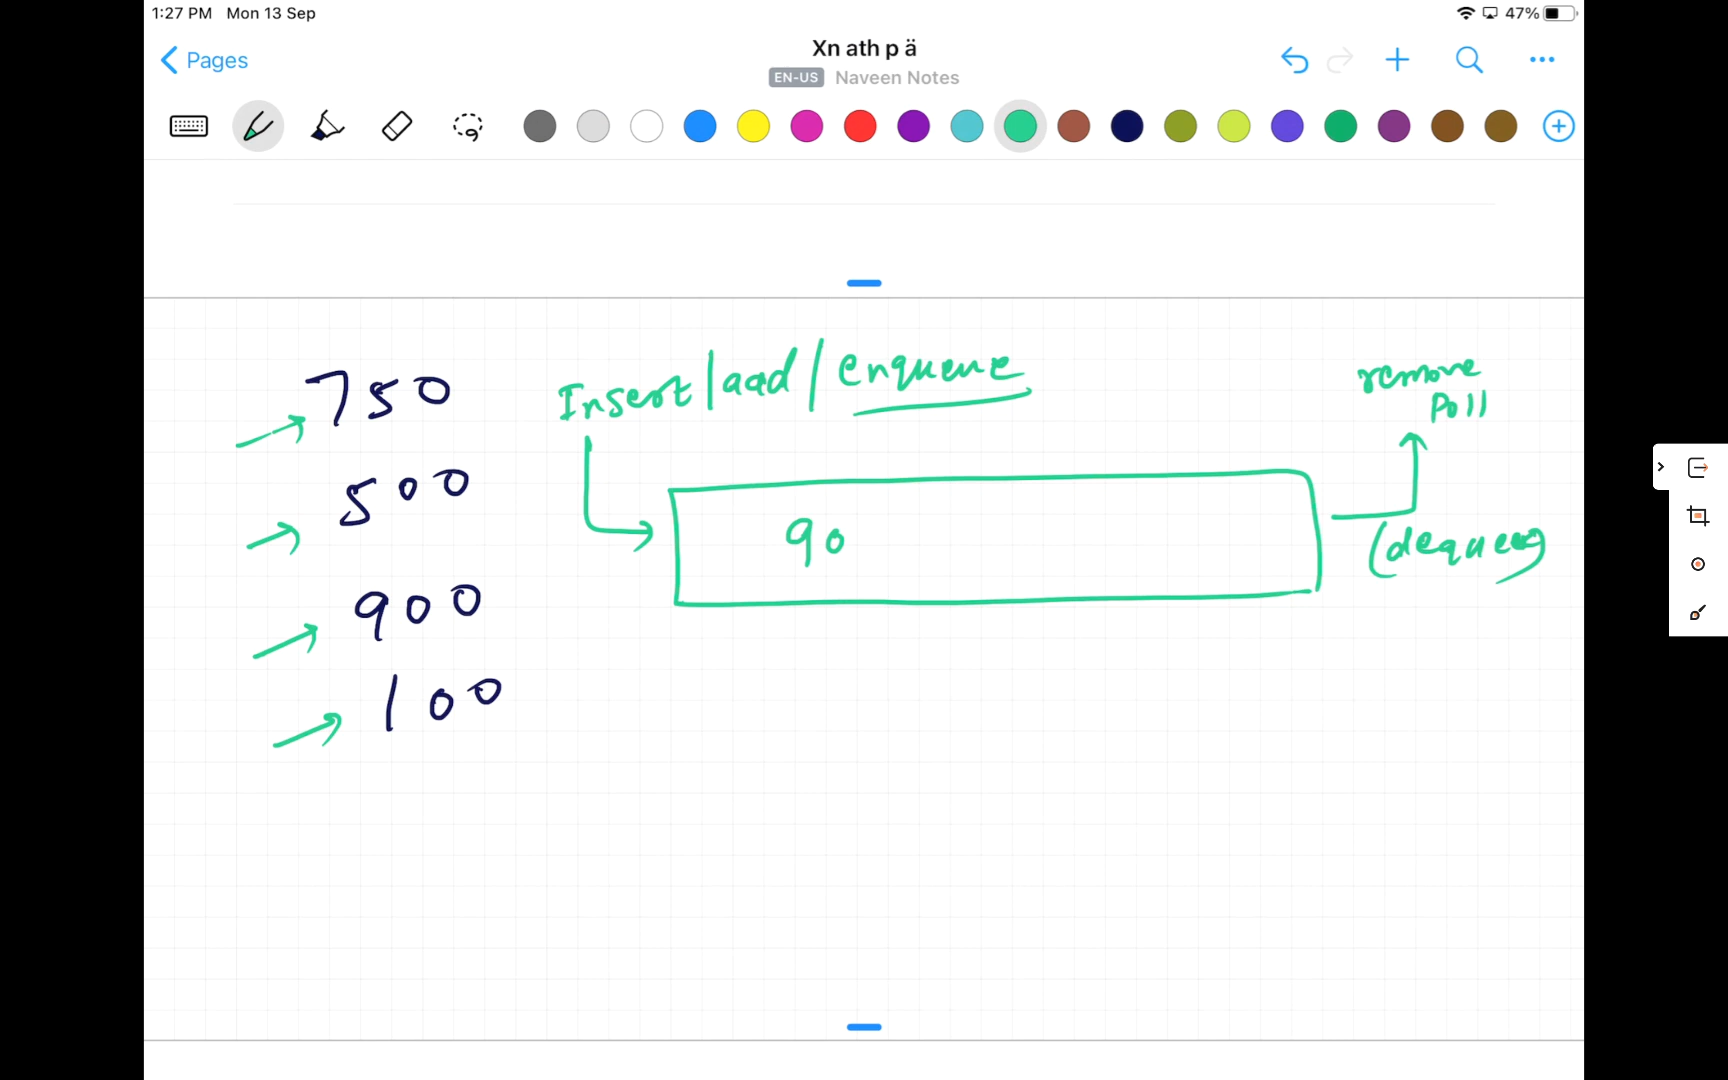 1:27 PM Mon 13 Sep
47%
Pages
Xn ath p ä
EN-US Naveen Notes
750
500
900
100
Insert/add/enqueue
remove
Poll
90